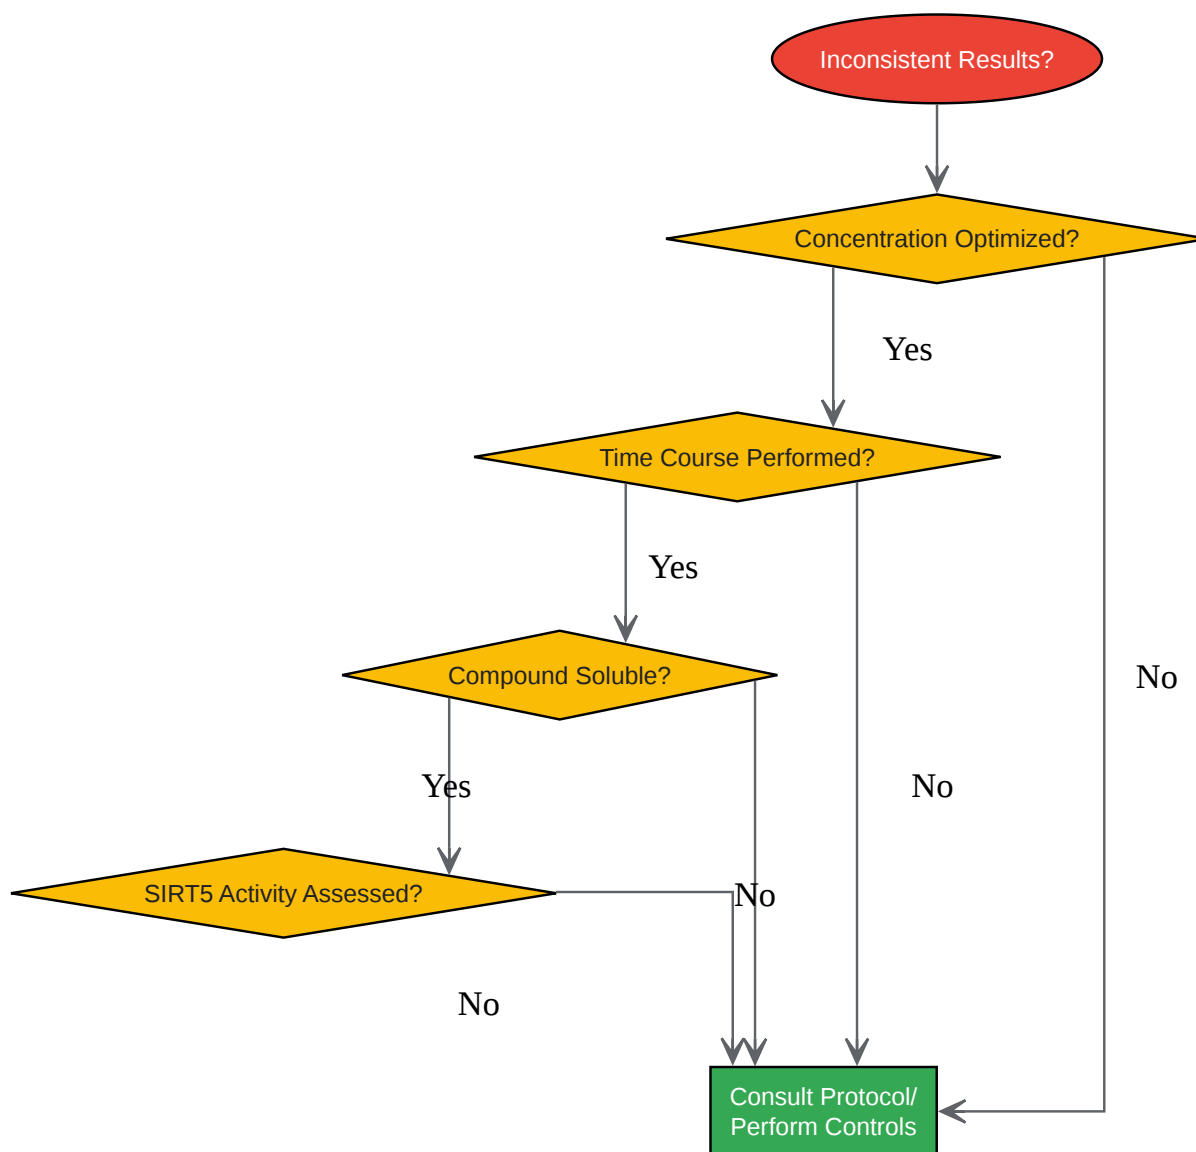 Inconsistent Results?
Concentration Optimized?
Yes
Time Course Performed?
Yes
Compound Soluble?
No
Yes
No
SIRT5 Activity Assessed?
No
No
Consult Protocol/
Perform Controls